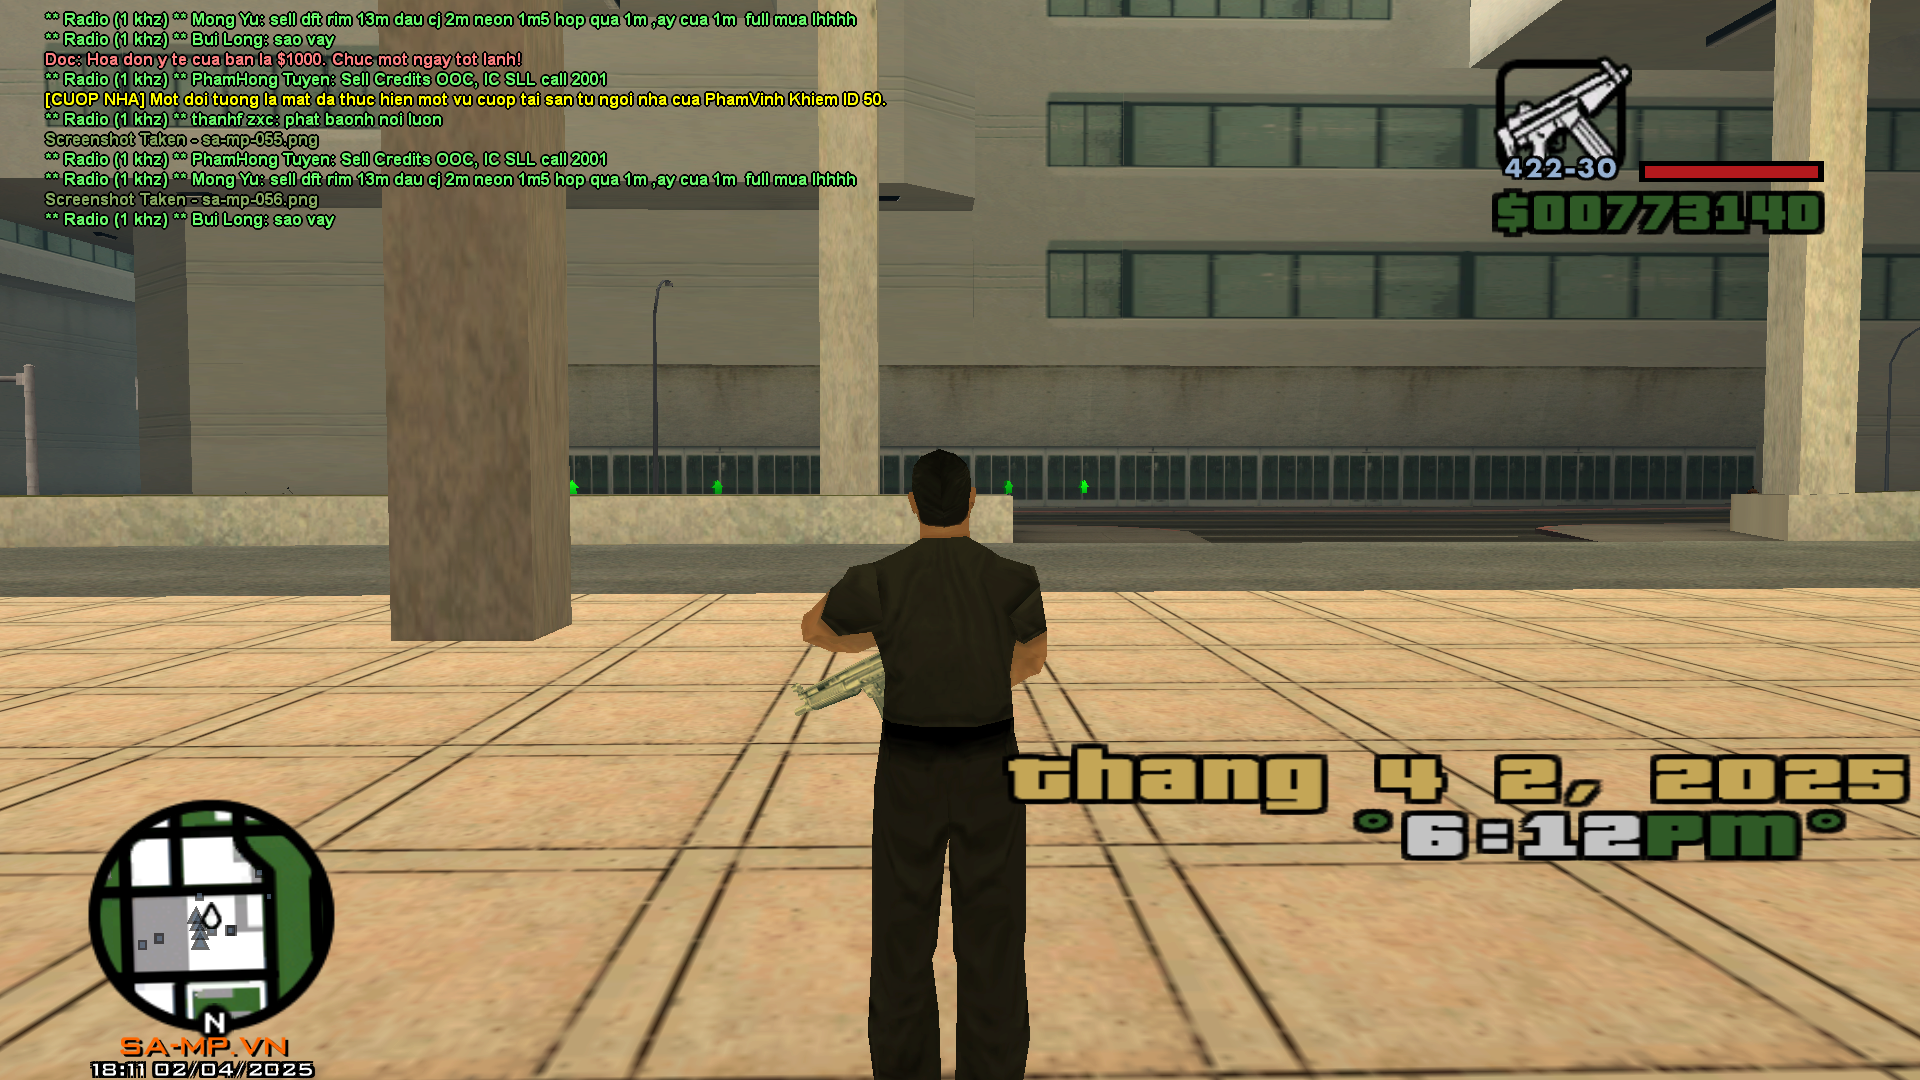 ** Radio (1 khz) ** Mong Yu: sell dft rim 13m dau cj 2m neon 1m5 hop qua 1m ,ay cua 1m  full mua lhhhh
** Radio (1 khz) ** Bui Long: sao vay
Doc: Hoa don y te cua ban la $1000. Chuc mot ngay tot lanh!
** Radio (1 khz) ** PhamHong Tuyen: Sell Credits OOC, IC SLL call 2001
[CUOP NHA] Mot doi tuong la mat da thuc hien mot vu cuop tai san tu ngoi nha cua PhamVinh Khiem ID 50.
** Radio (1 khz) ** thanhf zxc: phat baonh noi luon
Screenshot Taken - sa-mp-055.png
** Radio (1 khz) ** PhamHong Tuyen: Sell Credits OOC, IC SLL call 2001
** Radio (1 khz) ** Mong Yu: sell dft rim 13m dau cj 2m neon 1m5 hop qua 1m ,ay cua 1m  full mua lhhhh
Screenshot Taken - sa-mp-056.png
** Radio (1 khz) ** Bui Long: sao vay
422-30
$00773140
thang 4 2, 2025
°6:12PM°
N
SA-MP.VN
18:11 02/04/2025